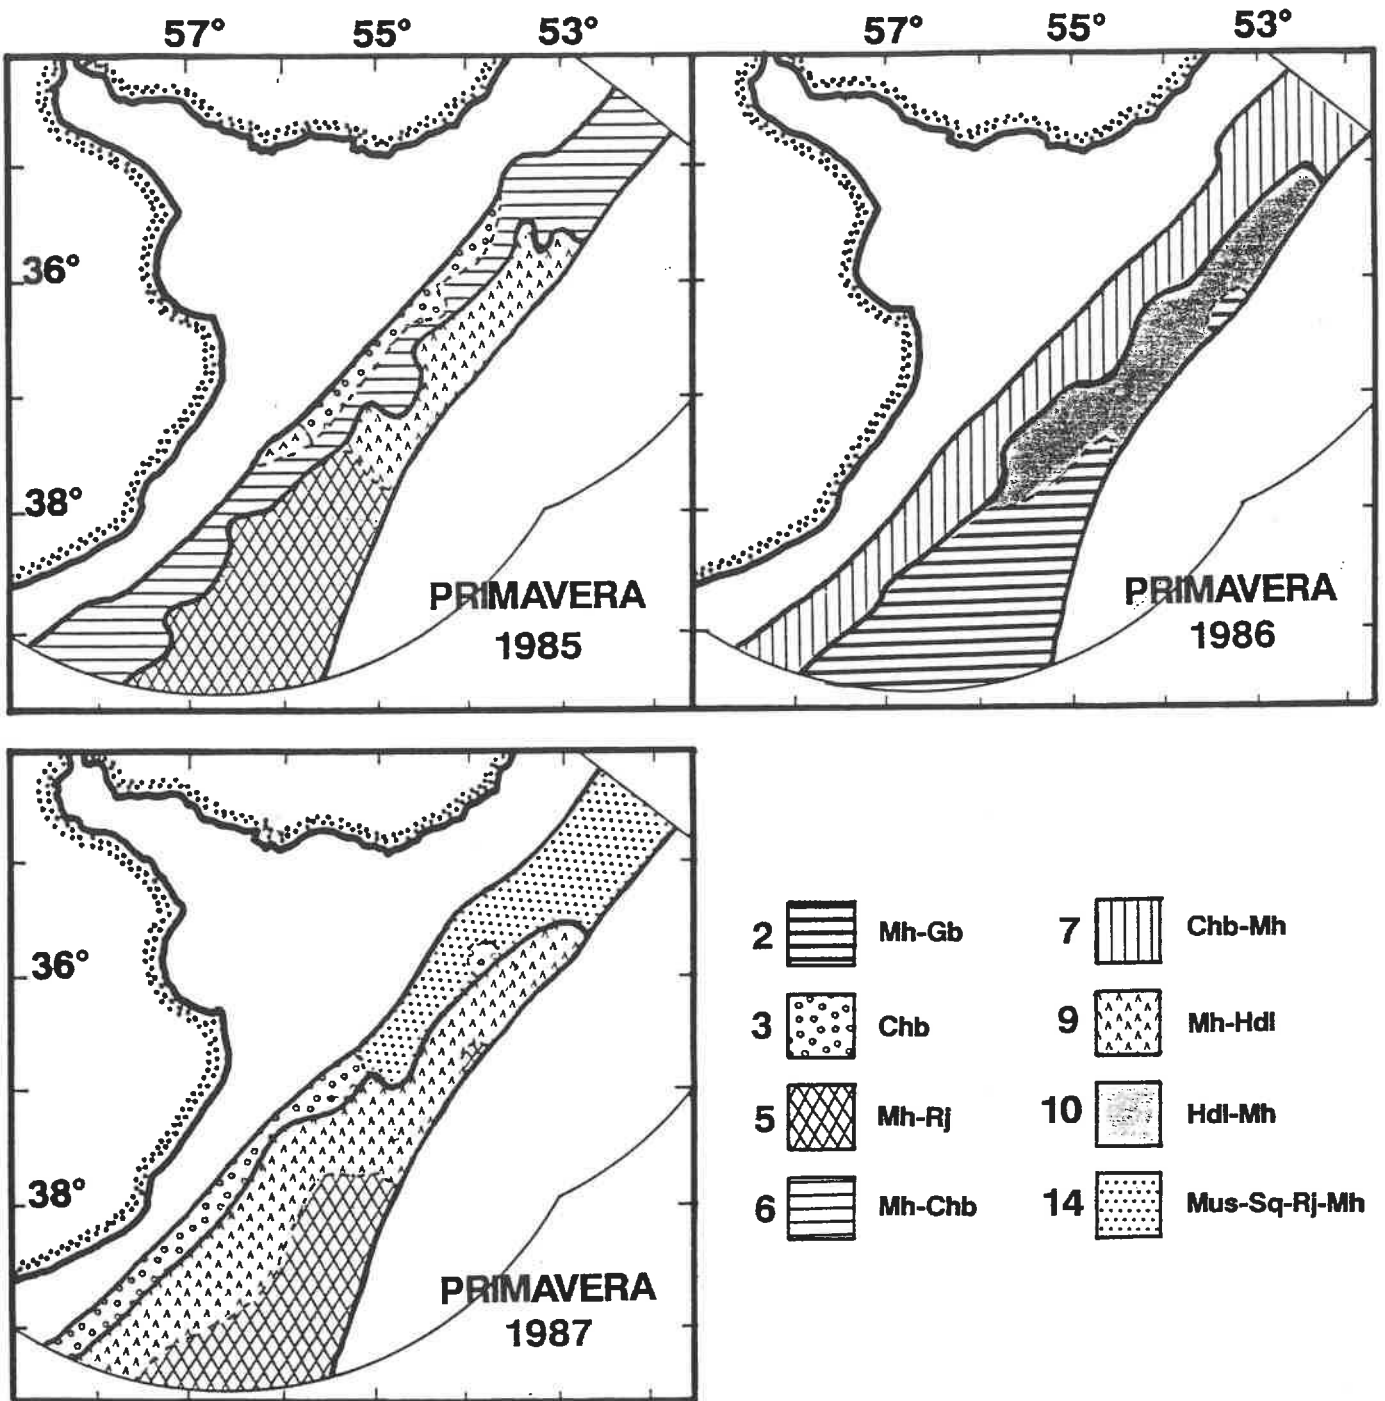 57° 55° 53°
57° 55° 53°
36°
38°
PRIMAVERA
1985
PRIMAVERA
1986
36°
38°
PRIMAVERA
1987
2 Mh-Gb
3 Chb
5 Mh-Rj
6 Mh-Chb
7 Chb-Mh
9 Mh-Hdl
10 Hdl-Mh
14 Mus-Sq-Rj-Mh